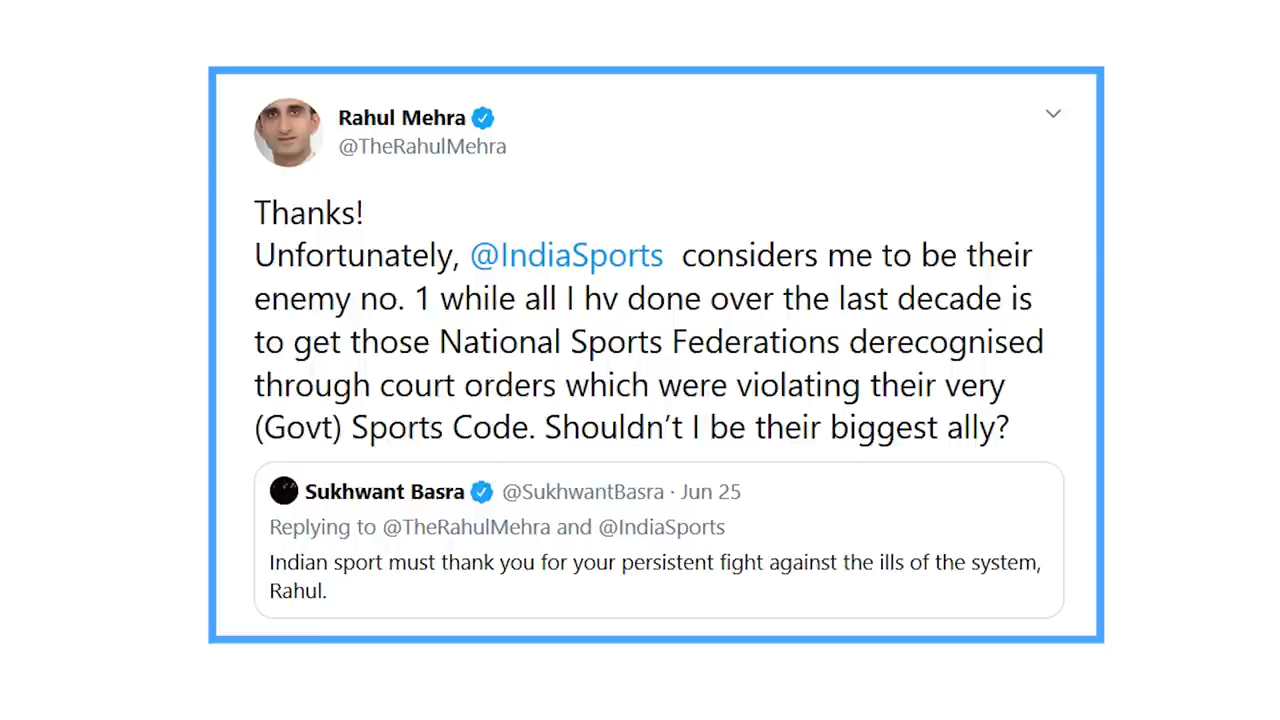 Rahul Mehra
@TheRahulMehra
Thanks!
Unfortunately, @IndiaSports considers me to be their
enemy no. 1 while all I hv done over the last decade is
to get those National Sports Federations derecognised
through court orders which were violating their very
(Govt) Sports Code. Shouldn’t I be their biggest ally?
Sukhwant Basra @SukhwantBasra · Jun 25
Replying to @TheRahulMehra and @IndiaSports
Indian sport must thank you for your persistent fight against the ills of the system,
Rahul.